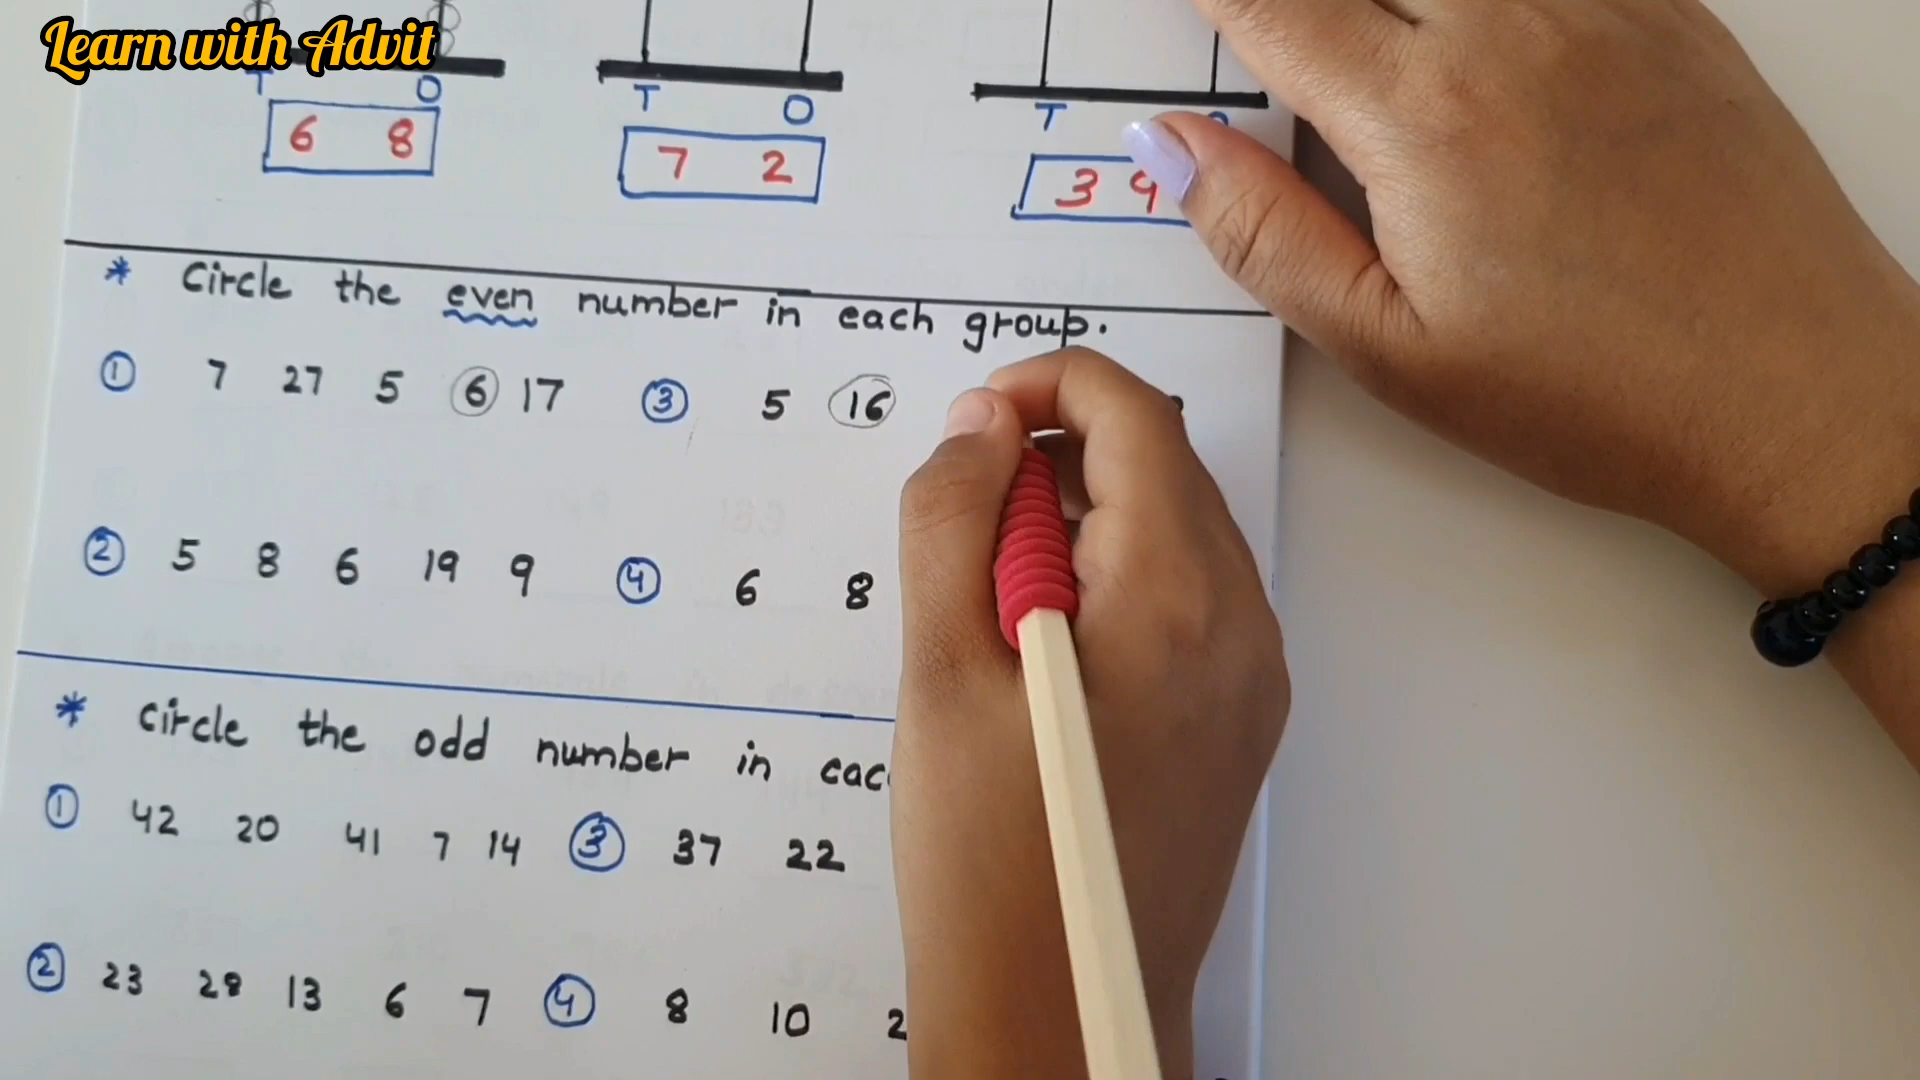 Learn with Advit
T O T O T
6 8 7 2 3 4
* Circle the even number in each group.
① 7 27 5 6 17 ③ 5 16
② 5 8 6 19 9 ④ 6 8
* circle the odd number in
① 42 20 41 7 14 ③ 37 22
② 23 28 13 6 7 ④ 8 10 2